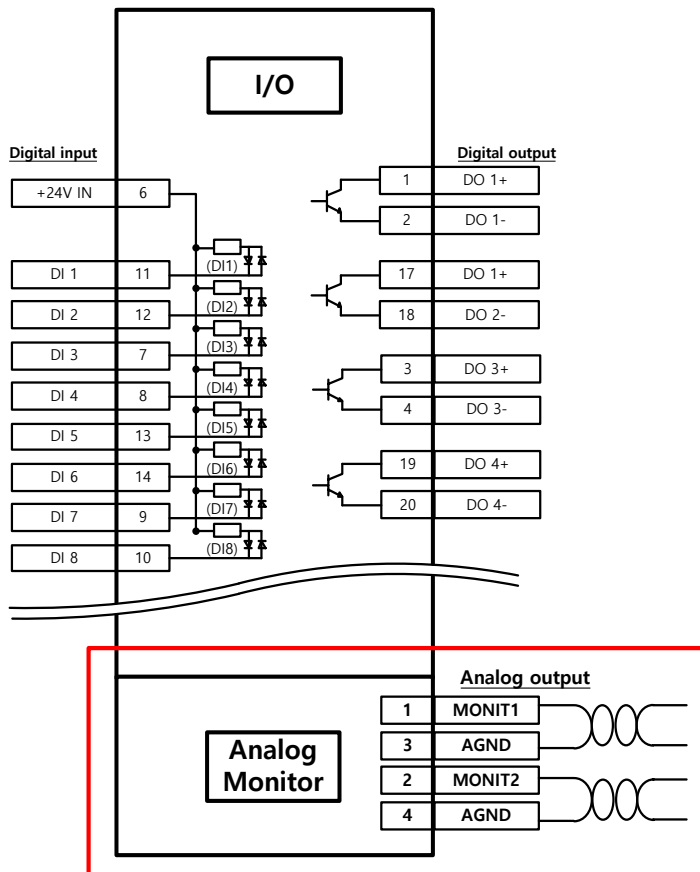 I/O
Digital input
Digital output
+24V IN 6
1 DO 1+
2 DO 1-
(DI1)
DI 1 11
17 DO 1+
(DI2)
DI 2 12
18 DO 2-
(DI3)
DI 3 7
3 DO 3+
(DI4)
DI 4 8
4 DO 3-
(DI5)
DI 5 13
(DI6)
19 DO 4+
DI 6 14
(DI7)
20 DO 4-
DI 7 9
(DI8)
DI 8 10
Analog output
1 MONIT1
Analog
Monitor
3 AGND
2 MONIT2
4 AGND